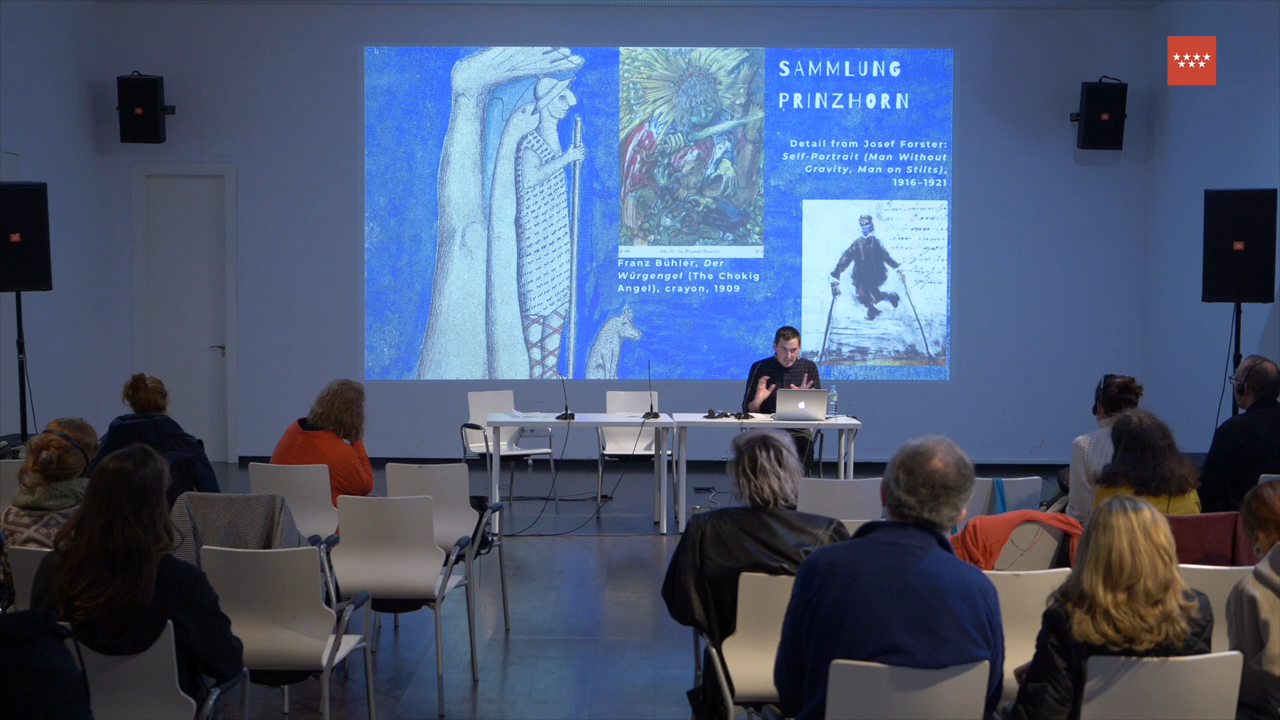 SAMMLUNG
PRINZHORN
Detail from Josef Forster:
Self-Portrait (Man Without
Gravity, Man on Stilts),
1916–1921
Franz Bühler, Der
Würgengel (The Chokig
Angel), crayon, 1909